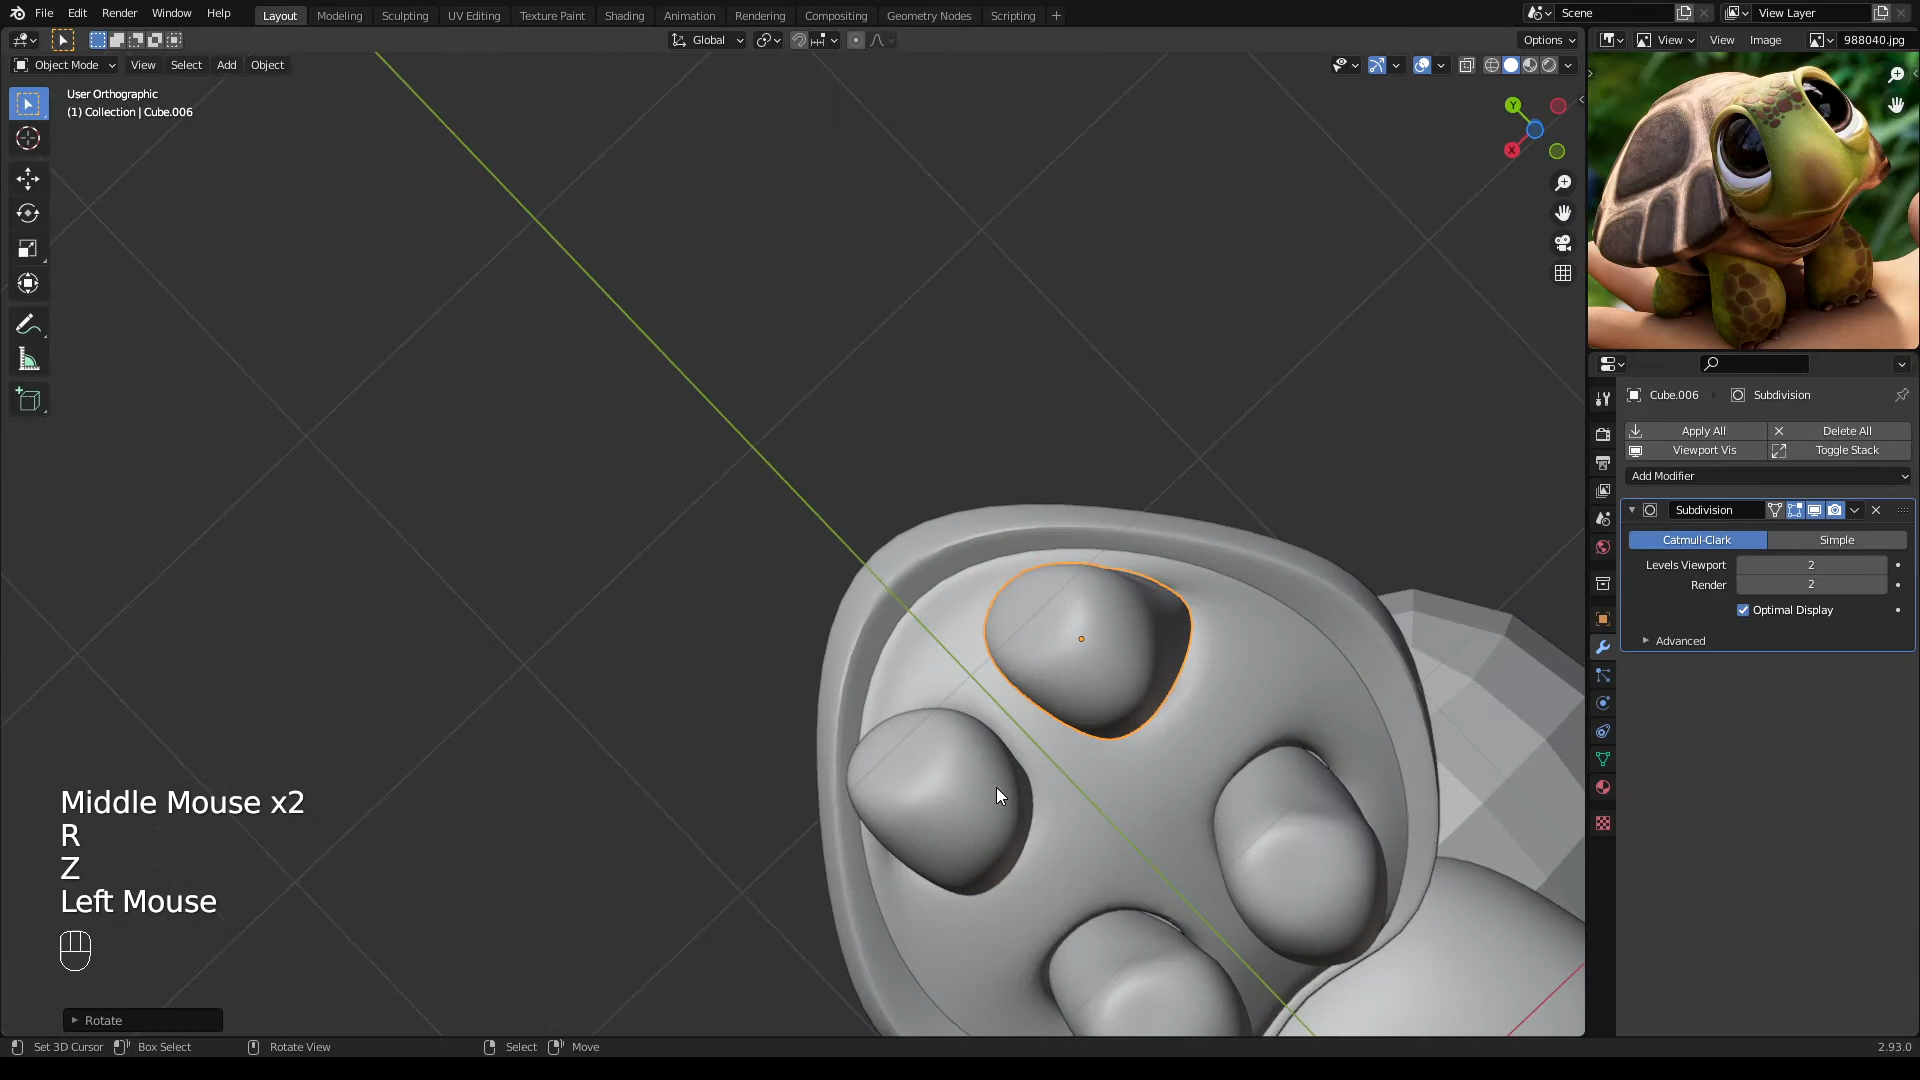 File Edit Render Window Help
Layout Modeling Sculpting UV Editing Texture Paint Shading Animation Rendering Compositing Geometry Nodes Scripting +
Scene
View Layer
Global
Options
View View Image 988040.jpg
Object Mode View Select Add Object
User Orthographic
(1) Collection | Cube.006
Y
X
Cube.006 Subdivision
Apply All Delete All
Viewport Vis Toggle Stack
Add Modifier
Subdivision
Catmull-Clark Simple
Levels Viewport 2
Render 2
Optimal Display
Advanced
Middle Mouse x2
R
Z
Left Mouse
Rotate
Set 3D Cursor Box Select Rotate View Select Move 2.93.0